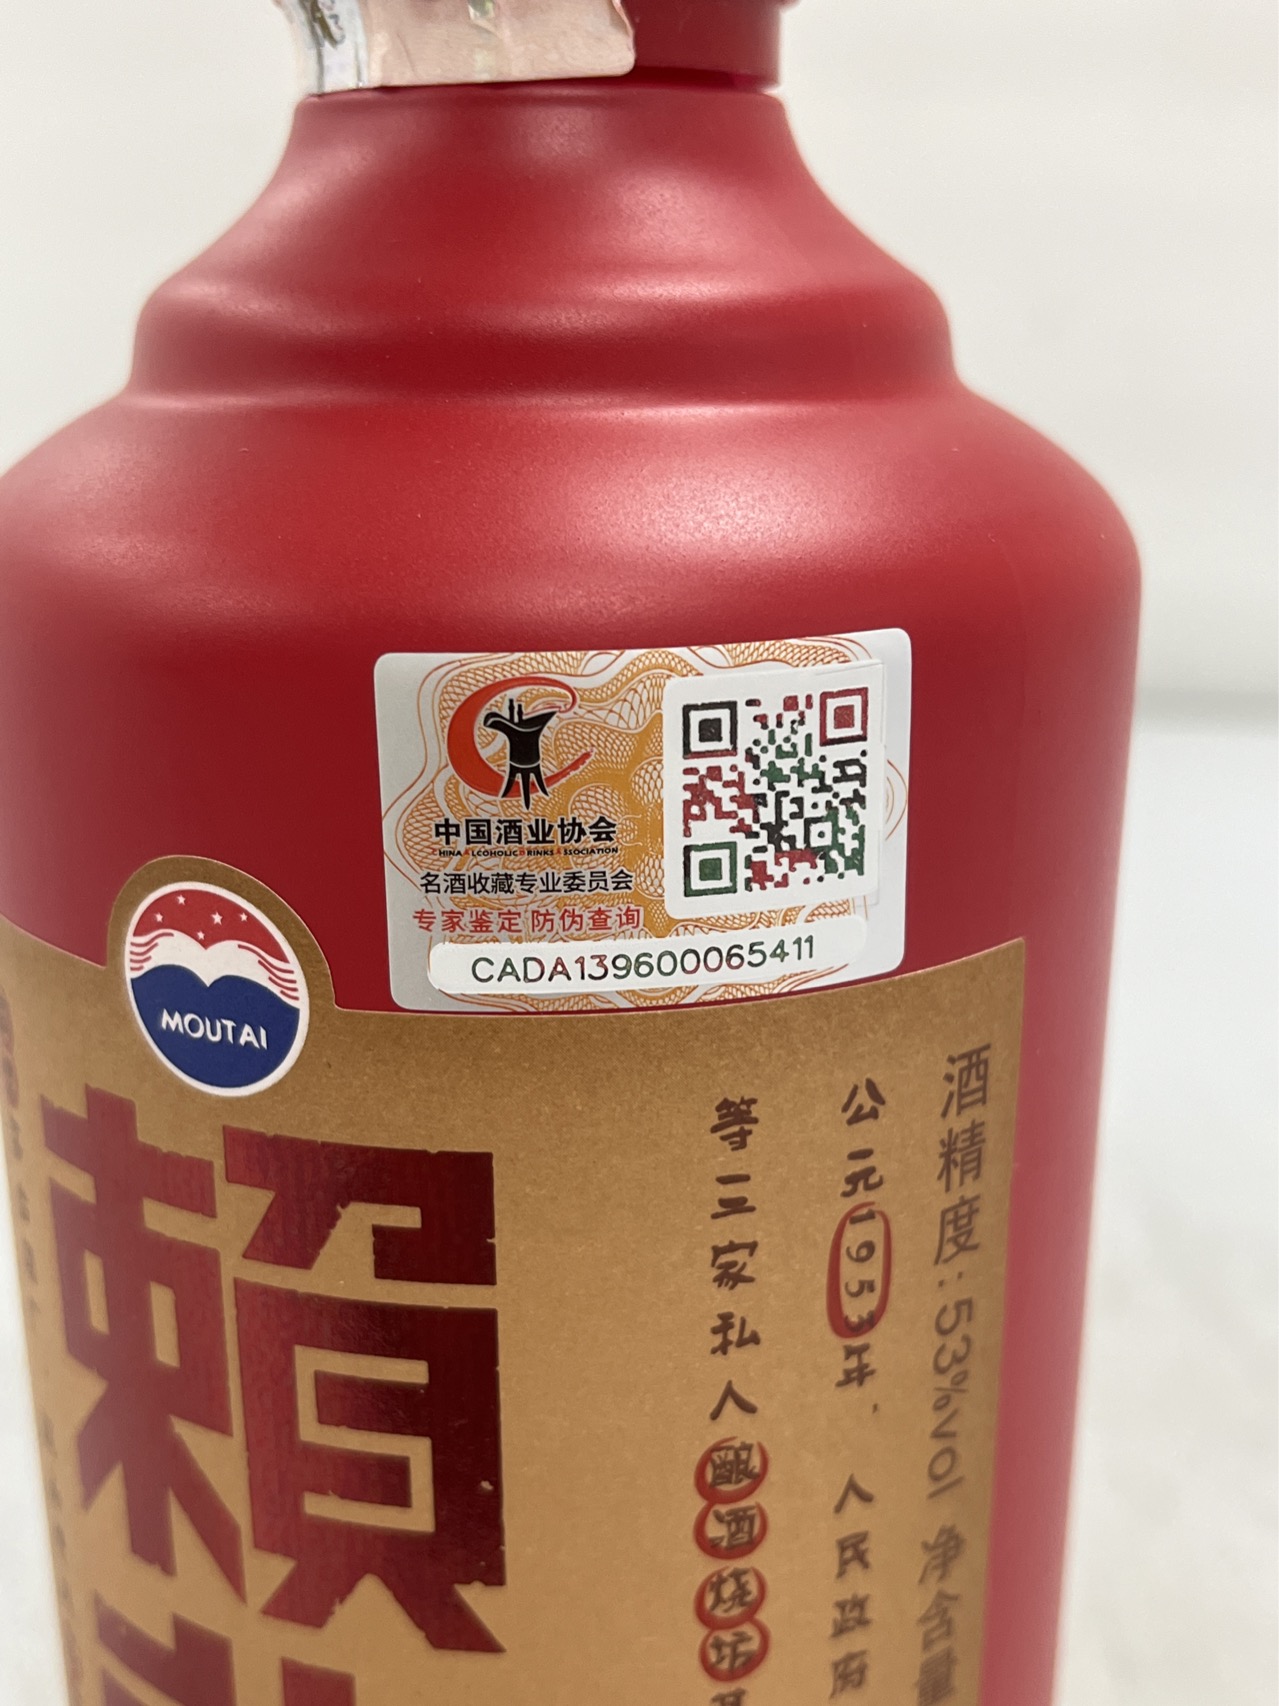 中国酒业协会
CHINA ALCOHOLIC DRINKS ASSOCIATION
名酒收藏专业委员会
专家鉴定 防伪查询
CADA139600065411
MOUTAI
賴
酒精度:53%vol 净含量
公元1953年, 人民政府
等三家私人酿酒烧坊